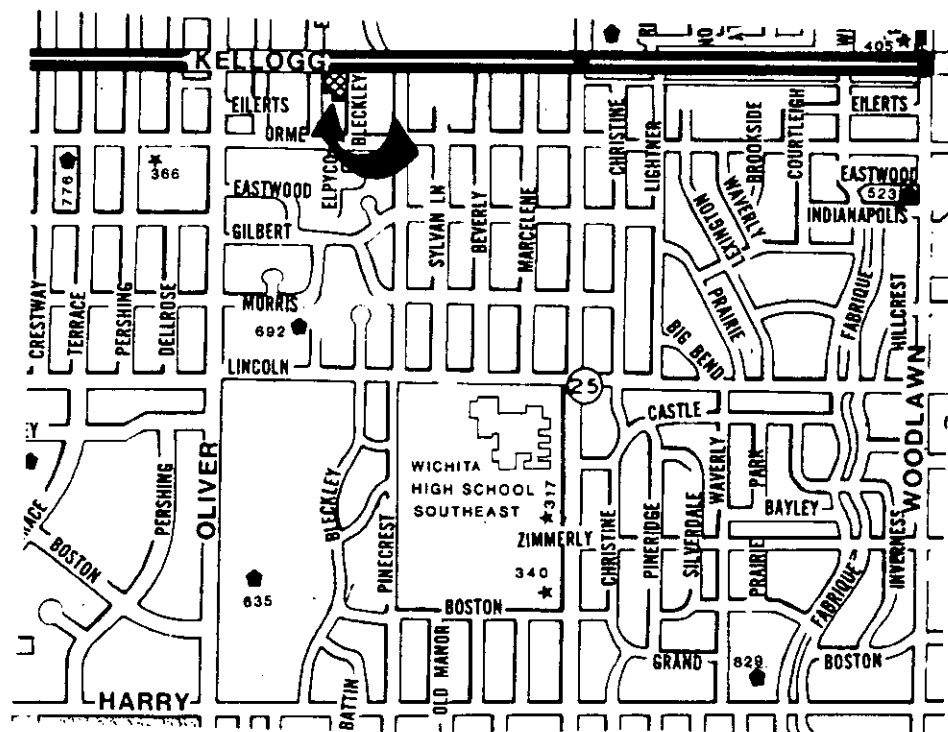 405
KELLOGG
EILERTS
BLECKLEY
ORME
EILERTS
776
366
EASTWOOD
CHRISTINE
LIGHTNER
WAVERLY
BROOKSIDE
COURTLEIGH
EASTWOOD
523
INDIANAPOLIS
GILBERT
SYLVAN LN
BEVERLY
MARCELENE
LEXINGTON
CRESTWAY
TERRACE
PERSHING
DELLROSE
MORRIS
692
LINCOLN
PRAIRIE
BIG BEND
FABRIQUE
HILLCREST
25
CASTLE
WOODLAWN
PERSHING
OLIVER
BLECKLEY
WICHITA
HIGH SCHOOL
SOUTHEAST
317
WAVERLY
PARK
BAYLEY
BOSTON
PINECREST
ZIMMERLY
CHRISTINE
PINERIDGE
SILVERDALE
PRAIRIE
INVERNESS
635
340
BOSTON
FABRIQUE
OLD MANOR
GRAND
829
BOSTON
HARRY
BATTIN